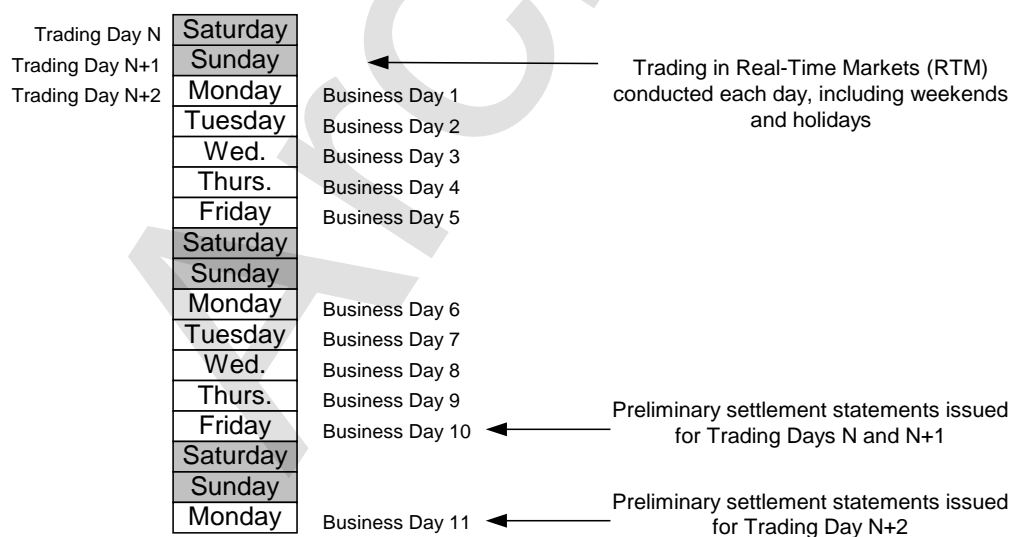 Trading Day N Saturday
Trading Day N+1 Sunday
Trading Day N+2 Monday Business Day 1
Tuesday Business Day 2
Wed. Business Day 3
Thurs. Business Day 4
Friday Business Day 5
Saturday
Sunday
Monday Business Day 6
Tuesday Business Day 7
Wed. Business Day 8
Thurs. Business Day 9
Friday Business Day 10
Saturday
Sunday
Monday Business Day 11
Trading in Real-Time Markets (RTM)
conducted each day, including weekends
and holidays
Preliminary settlement statements issued
for Trading Days N and N+1
Preliminary settlement statements issued
for Trading Day N+2
Arc